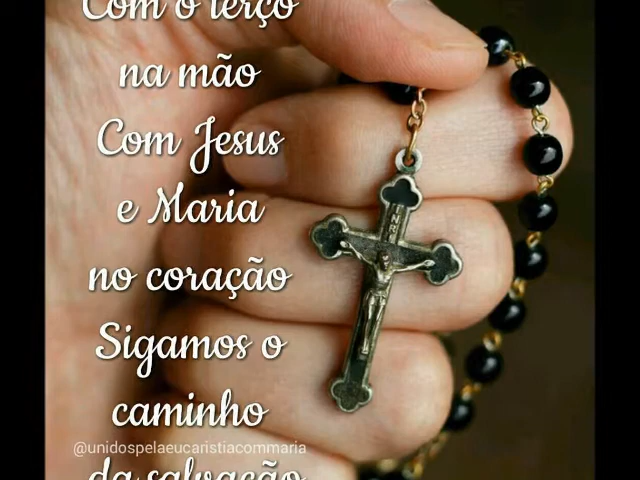 Com o terço
na mão
Com Jesus
e Maria
no coração
Sigamos o
caminho
@unidospelaeucaristiacommaria
da salvação